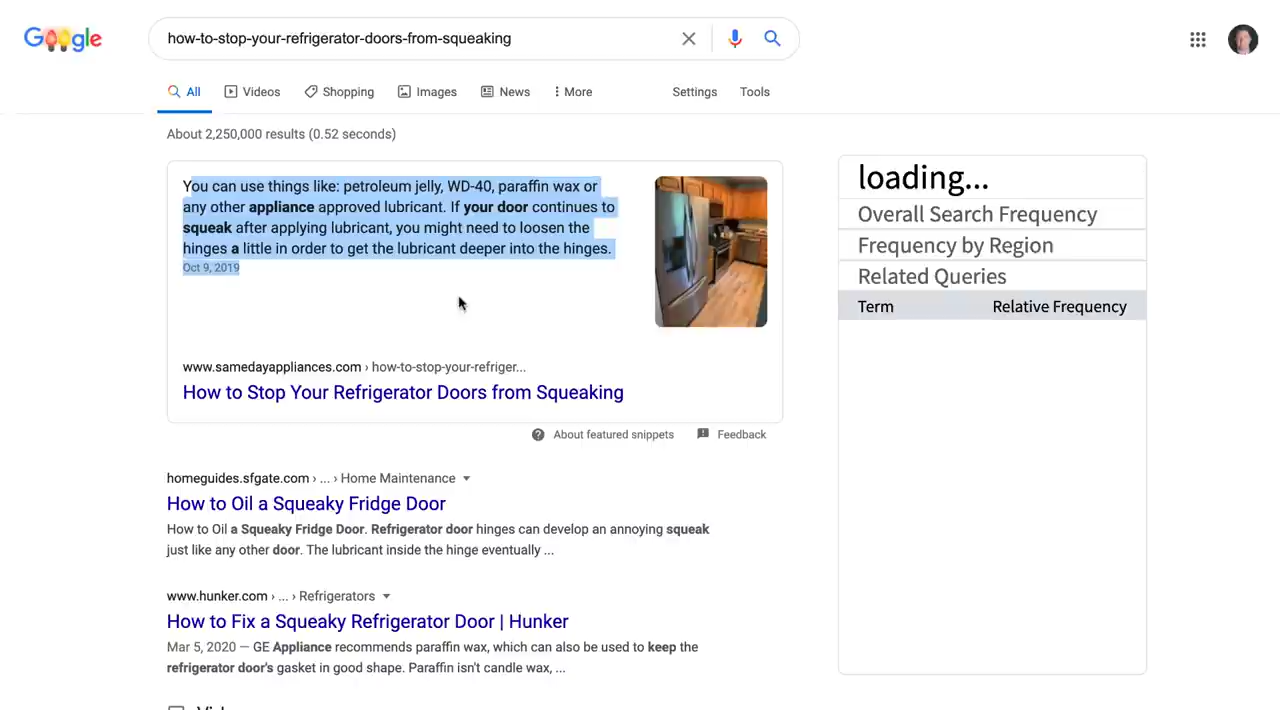 Google
how-to-stop-your-refrigerator-doors-from-squeaking
All
Videos
Shopping
Images
News
More
Settings
Tools
About 2,250,000 results (0.52 seconds)
You can use things like: petroleum jelly, WD-40, paraffin wax or
any other appliance approved lubricant. If your door continues to
squeak after applying lubricant, you might need to loosen the
hinges a little in order to get the lubricant deeper into the hinges.
Oct 9, 2019
www.samedayappliances.com › how-to-stop-your-refriger...
How to Stop Your Refrigerator Doors from Squeaking
About featured snippets
Feedback
homeguides.sfgate.com › ... › Home Maintenance
How to Oil a Squeaky Fridge Door
How to Oil a Squeaky Fridge Door. Refrigerator door hinges can develop an annoying squeak
just like any other door. The lubricant inside the hinge eventually ...
www.hunker.com › ... › Refrigerators
How to Fix a Squeaky Refrigerator Door | Hunker
Mar 5, 2020 — GE Appliance recommends paraffin wax, which can also be used to keep the
refrigerator door's gasket in good shape. Paraffin isn't candle wax, ...
loading...
Overall Search Frequency
Frequency by Region
Related Queries
Term Relative Frequency